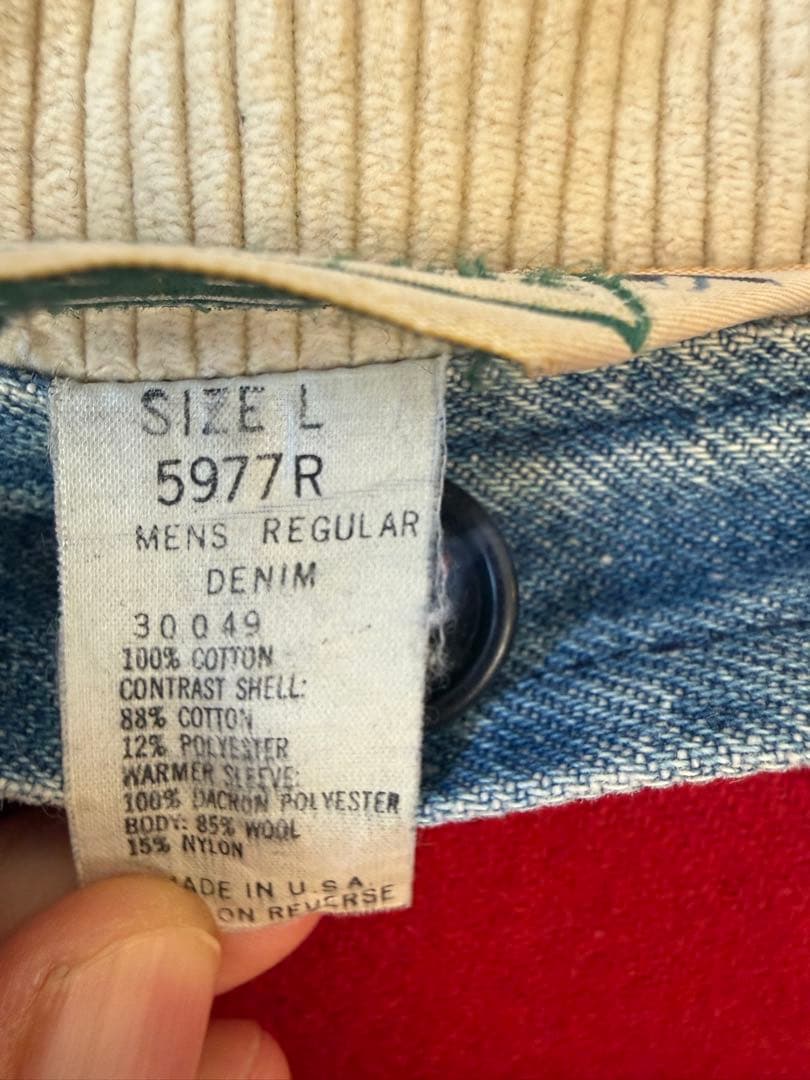 SIZE L
5977R
MENS REGULAR
DENIM
30049
100% COTTON
CONTRAST SHELL:
88% COTTON
12% POLYESTER
WARMER SLEEVE:
100% DACRON POLYESTER
BODY: 85% WOOL
15% NYLON
ADE IN U.S.A.
ON REVERSE